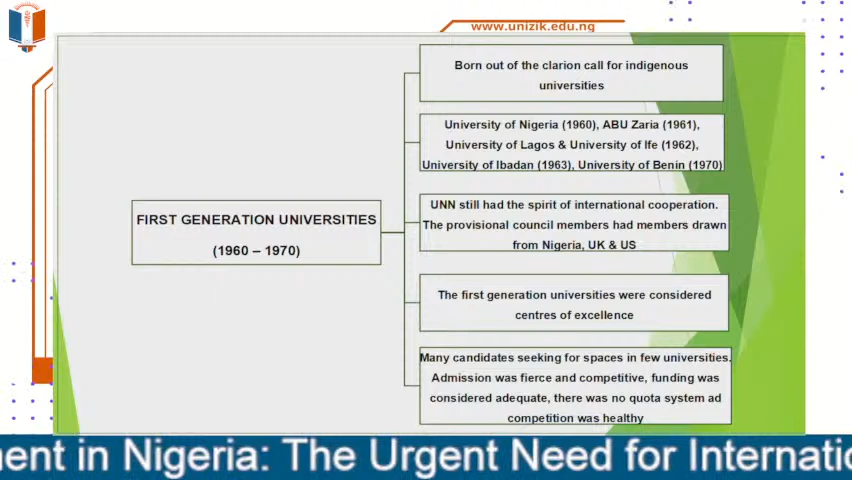 www.unizik.edu.ng
Born out of the clarion call for indigenous
universities
University of Nigeria (1960), ABU Zaria (1961),
University of Lagos & University of Ife (1962),
University of Ibadan (1963), University of Benin (1970)
FIRST GENERATION UNIVERSITIES
(1960 – 1970)
UNN still had the spirit of international cooperation.
The provisional council members had members drawn
from Nigeria, UK & US
The first generation universities were considered
centres of excellence
Many candidates seeking for spaces in few universities.
Admission was fierce and competitive, funding was
considered adequate, there was no quota system ad
competition was healthy
ment in Nigeria: The Urgent Need for Internatio